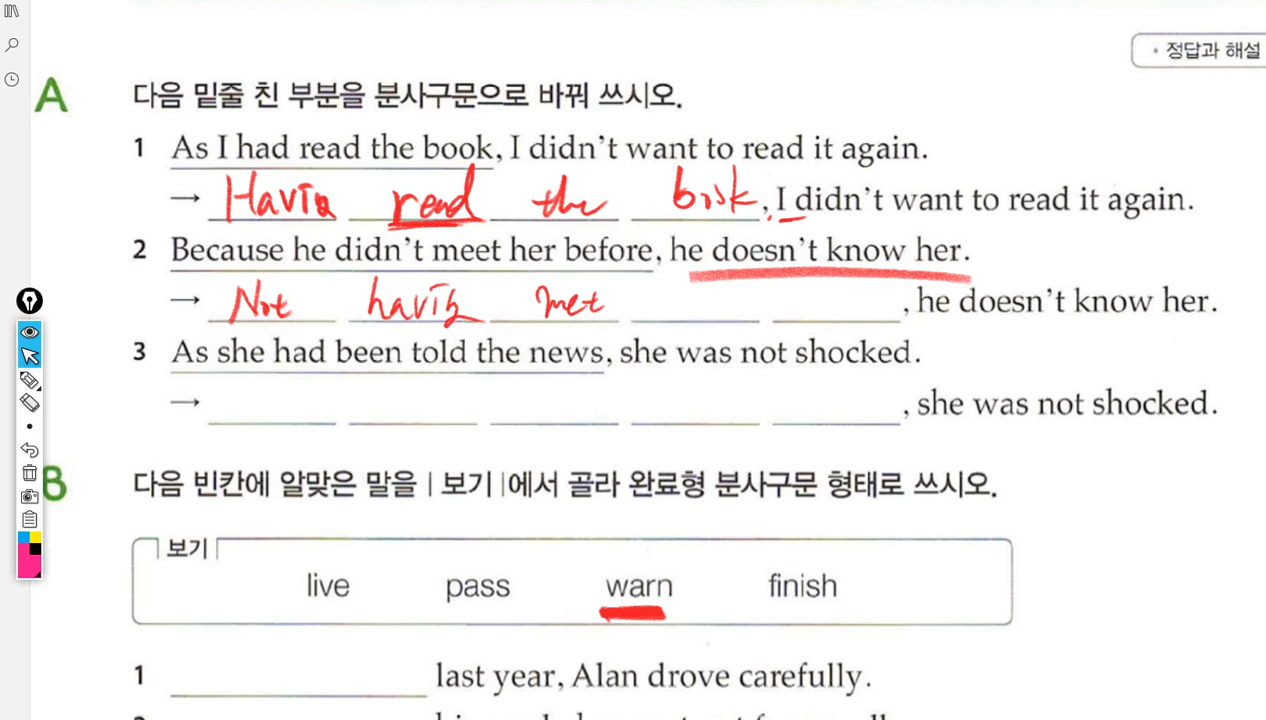 • 정답과 해설
A 다음 밑줄 친 부분을 분사구문으로 바꿔 쓰시오.
1 As I had read the book, I didn't want to read it again.
→ Having read the book, I didn't want to read it again.
2 Because he didn't meet her before, he doesn't know her.
→ Not having met , he doesn't know her.
3 As she had been told the news, she was not shocked.
→ , she was not shocked.
B 다음 빈칸에 알맞은 말을 | 보기 |에서 골라 완료형 분사구문 형태로 쓰시오.
보기
live pass warn finish
1 last year, Alan drove carefully.